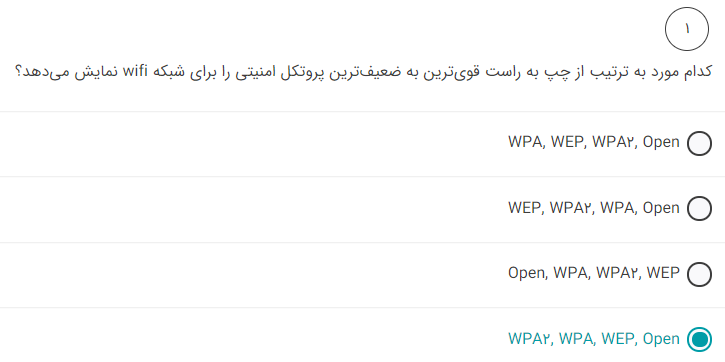 ۱
کدام مورد به ترتیب از چپ به راست قوی‌ترین به ضعیف‌ترین پروتکل امنیتی را برای شبکه wifi نمایش می‌دهد؟
WPA, WEP, WPA۲, Open
WEP, WPA۲, WPA, Open
Open, WPA, WPA۲, WEP
WPA۲, WPA, WEP, Open